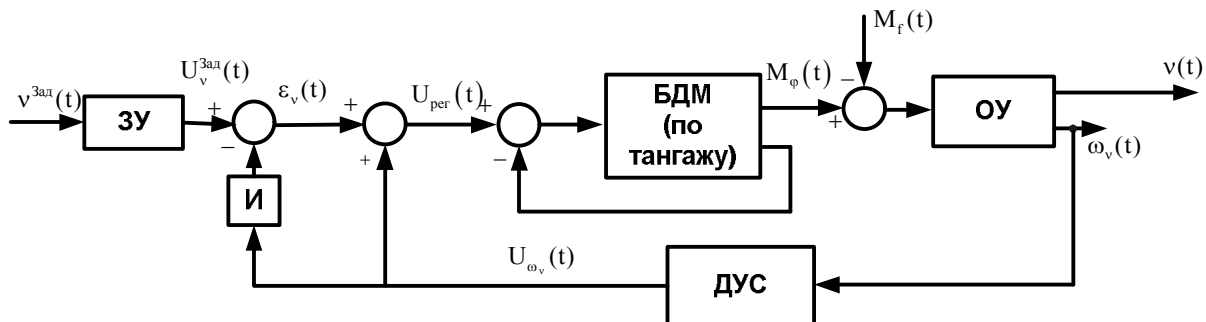 ν^Зад(t)
ЗУ
U_ν^Зад(t)
+
−
ε_ν(t)
И
+
+
U_рег(t)
+
−
БДМ
(по
тангажу)
M_φ(t)
M_f(t)
−
+
ОУ
ν(t)
ω_ν(t)
U_ω_ν(t)
ДУС